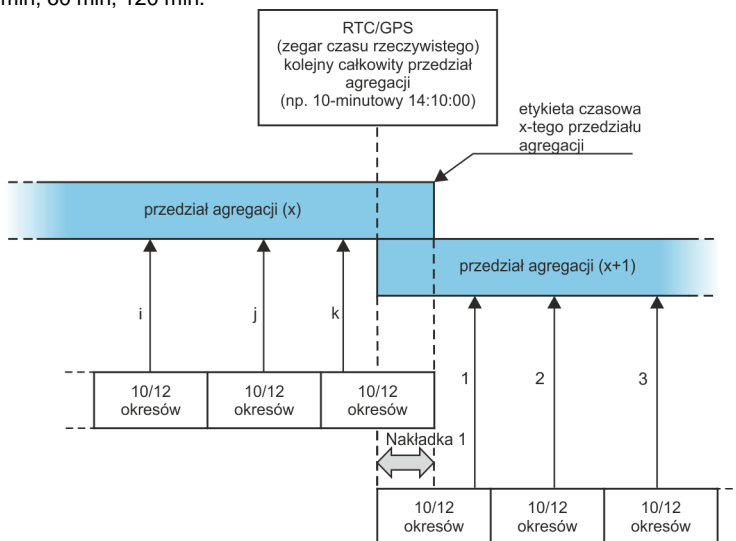 min, 60 min, 120 min.
RTC/GPS
(zegar czasu rzeczywistego)
kolejny całkowity przedział
agregacji
(np. 10-minutowy 14:10:00)
etykieta czasowa
x-tego przedziału
agregacji
przedział agregacji (x)
przedział agregacji (x+1)
i
j
k
1
2
3
10/12
okresów
10/12
okresów
10/12
okresów
Nakładka 1
10/12
okresów
10/12
okresów
10/12
okresów